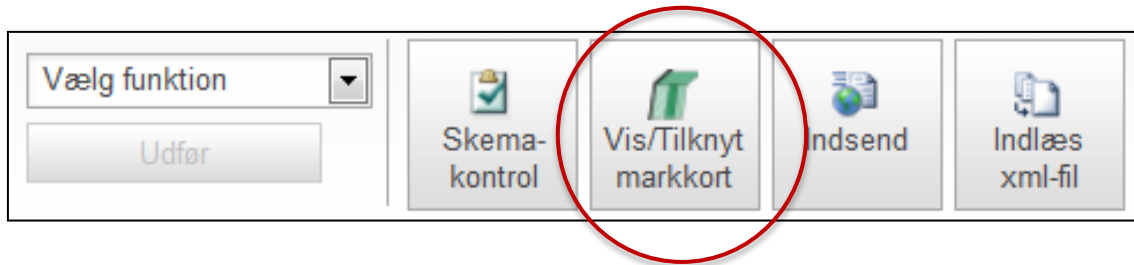 Vælg funktion
Udfør
Skema-
kontrol
Vis/Tilknyt
markkort
Indsend
Indlæs
xml-fil